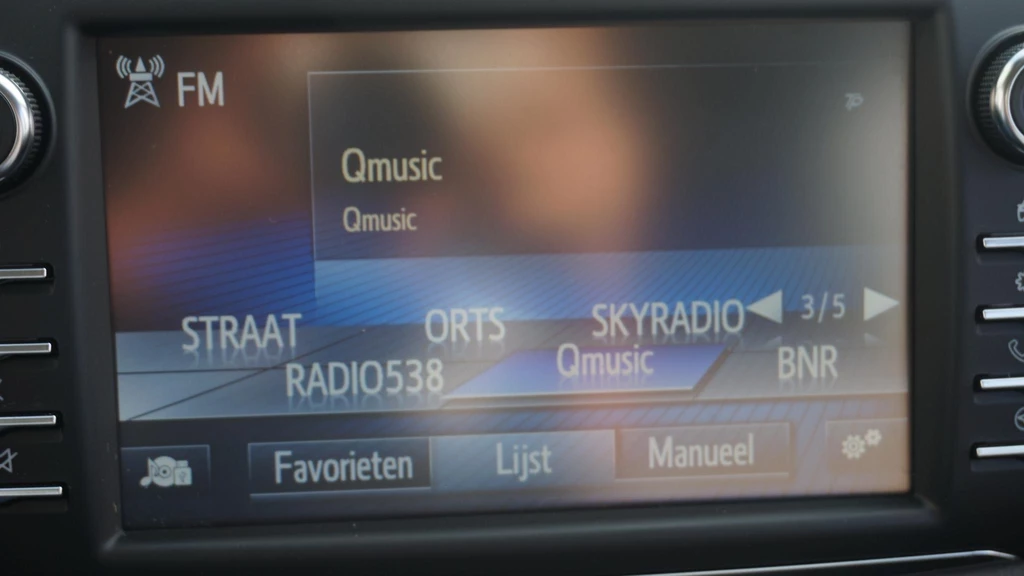 FM
Qmusic
Qmusic
STRAAT ORTS SKYRADIO 3/5
RADIO538 Qmusic BNR
Favorieten Lijst Manueel